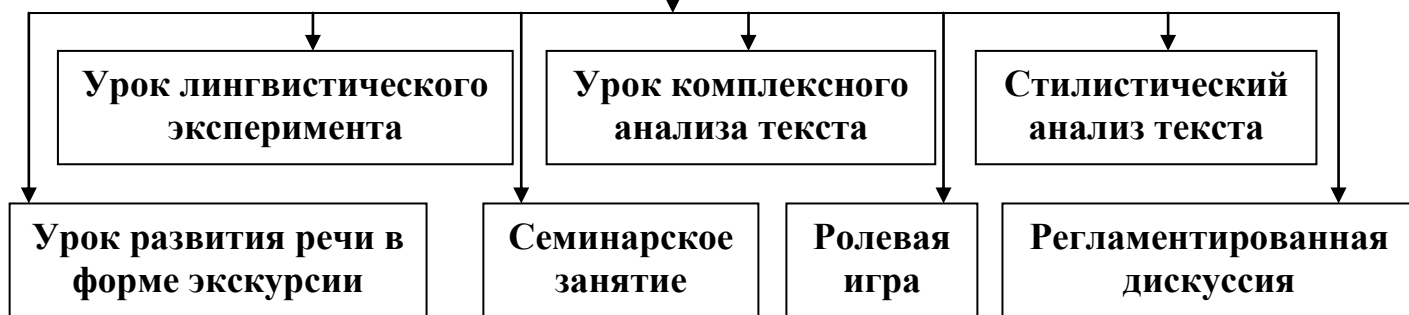 Урок лингвистического
эксперимента
Урок комплексного
анализа текста
Стилистический
анализ текста
Урок развития речи в
форме экскурсии
Семинарское
занятие
Ролевая
игра
Регламентированная
дискуссия